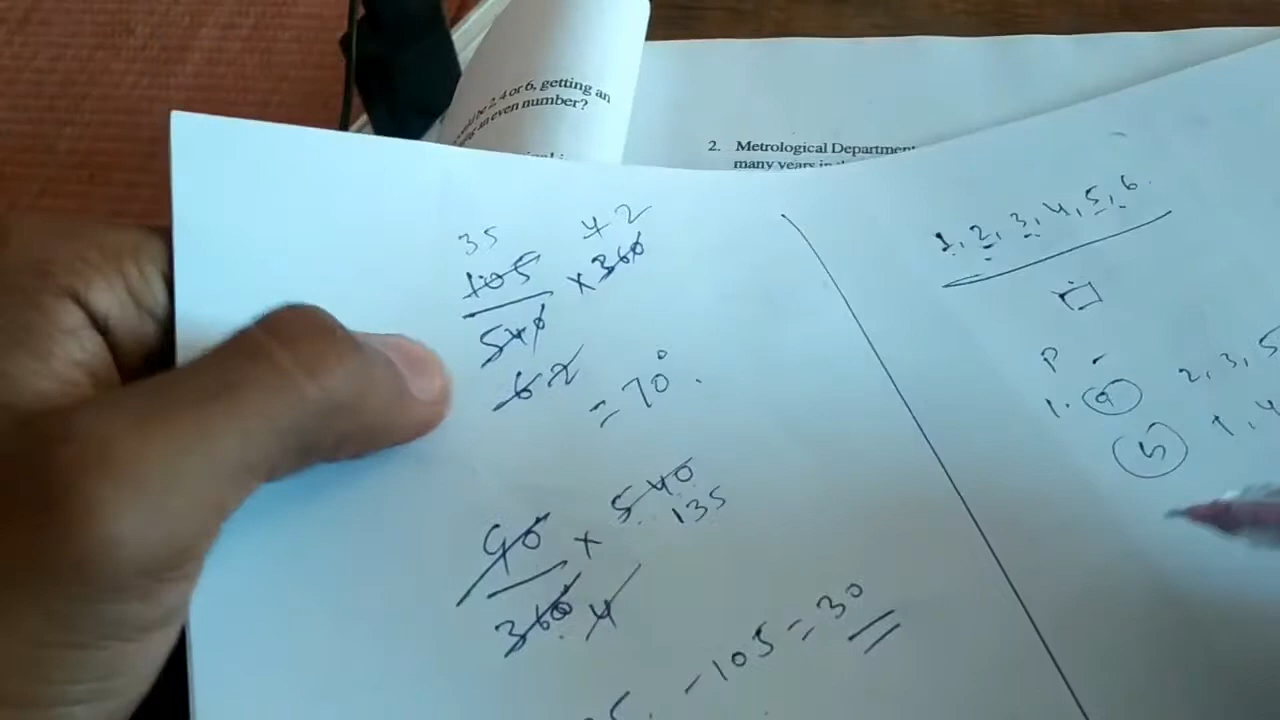 2, 4 or 6, getting an
an even number?
2. Metrological Department
many years in
35 4 2
105 × 360
540
6 2
= 70°.
90 × 540
135
360 4
- 105 = 30
1, 2, 3, 4, 5, 6.
P
1. (a) 2, 3, 5
(b) 1, 4